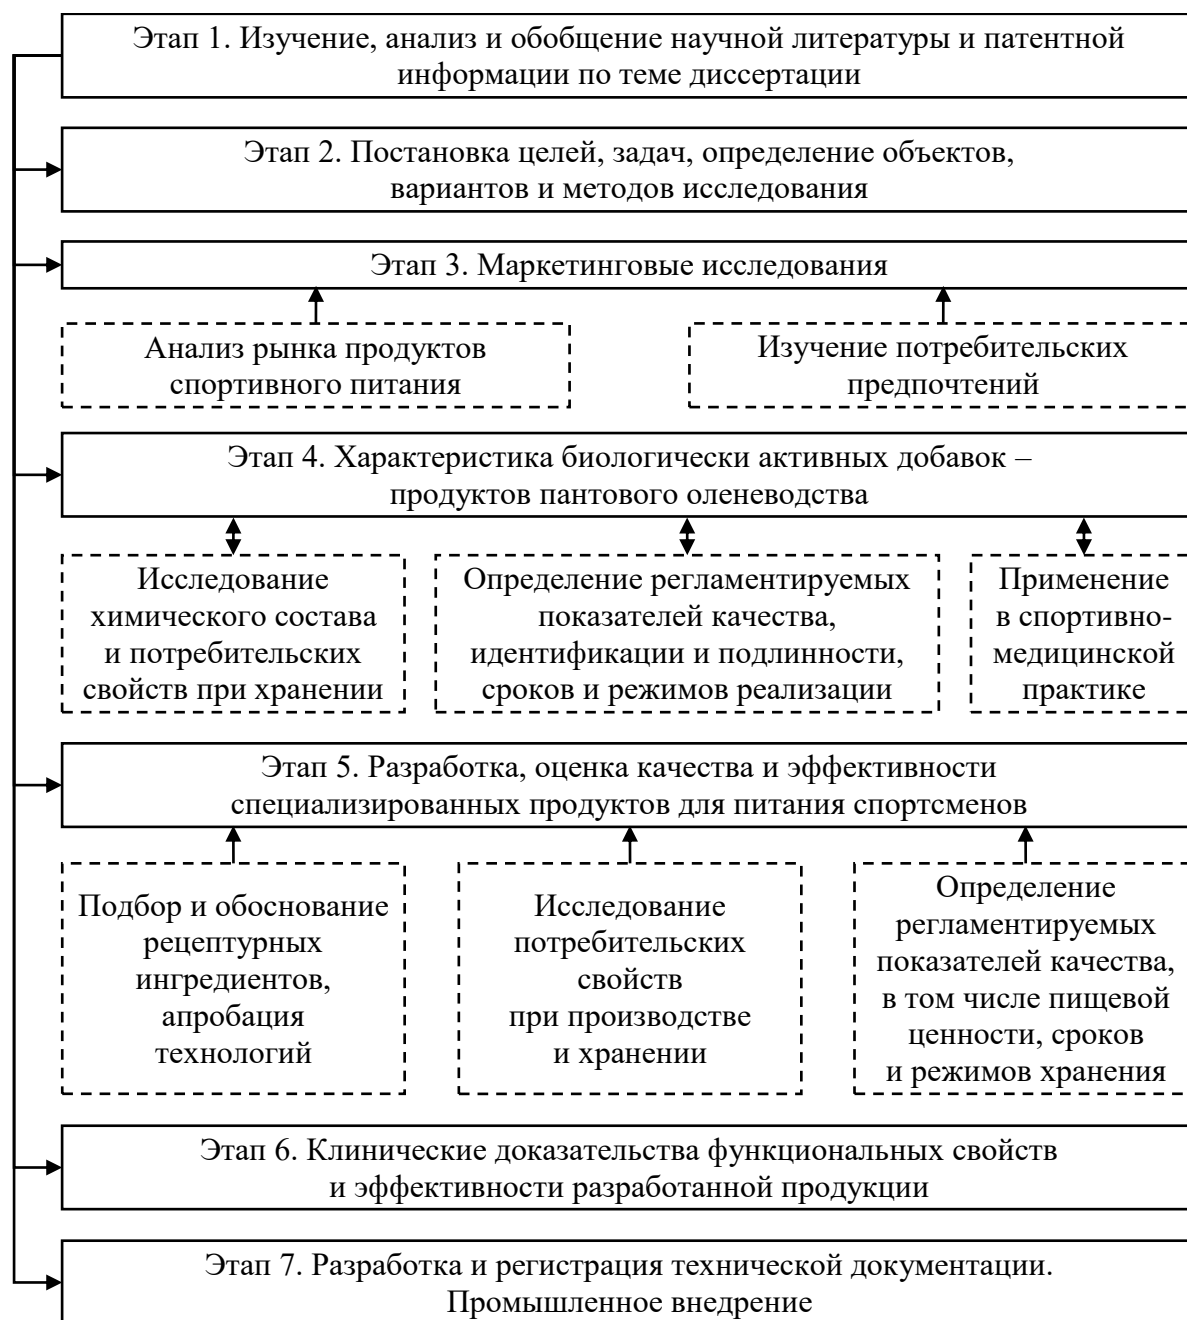 Этап 1. Изучение, анализ и обобщение научной литературы и патентной
информации по теме диссертации
Этап 2. Постановка целей, задач, определение объектов,
вариантов и методов исследования
Этап 3. Маркетинговые исследования
Анализ рынка продуктов
спортивного питания
Изучение потребительских
предпочтений
Этап 4. Характеристика биологически активных добавок –
продуктов пантового оленеводства
Исследование
химического состава
и потребительских
свойств при хранении
Определение регламентируемых
показателей качества,
идентификации и подлинности,
сроков и режимов реализации
Применение
в спортивно-
медицинской
практике
Этап 5. Разработка, оценка качества и эффективности
специализированных продуктов для питания спортсменов
Подбор и обоснование
рецептурных
ингредиентов,
апробация
технологий
Исследование
потребительских
свойств
при производстве
и хранении
Определение
регламентируемых
показателей качества,
в том числе пищевой
ценности, сроков
и режимов хранения
Этап 6. Клинические доказательства функциональных свойств
и эффективности разработанной продукции
Этап 7. Разработка и регистрация технической документации.
Промышленное внедрение